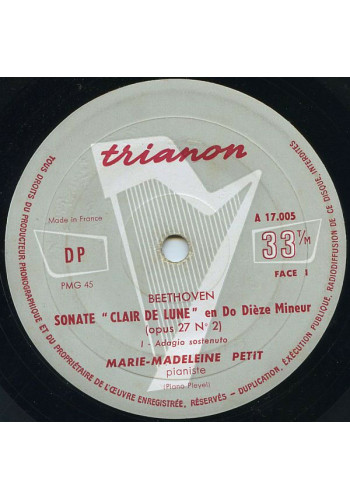 TOUS DROITS DU PRODUCTEUR PHONOGRAPHIQUE ET DU PROPRIÉTAIRE DE L'ŒUVRE ENREGISTRÉE, RÉSERVÉS - DUPLICATION, EXÉCUTION PUBLIQUE, RADIODIFFUSION DE CE DISQUE, INTERDITES
trianon
Made in France
A 17.005
DP
33 T/M
PMG 45
FACE 1
BEETHOVEN
SONATE "CLAIR DE LUNE" en Do Dièze Mineur
(opus 27 N° 2)
I - Adagio sostenuto
MARIE-MADELEINE PETIT
pianiste
(Piano Pleyel)